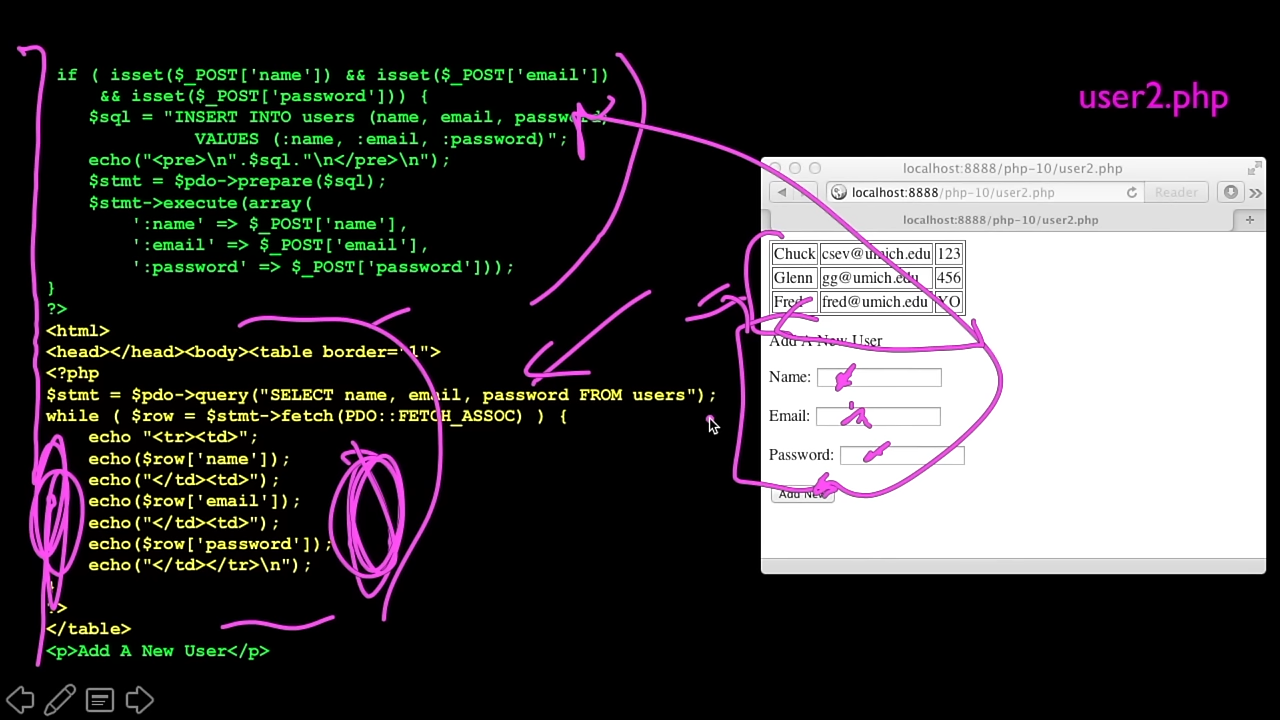 if ( isset($_POST['name']) && isset($_POST['email'])
&& isset($_POST['password'])) {
$sql = "INSERT INTO users (name, email, password)
VALUES (:name, :email, :password)";
echo("<pre>\n".$sql."\n</pre>\n");
$stmt = $pdo->prepare($sql);
$stmt->execute(array(
':name' => $_POST['name'],
':email' => $_POST['email'],
':password' => $_POST['password']));
}
?>
<html>
<head></head><body><table border="1">
<?php
$stmt = $pdo->query("SELECT name, email, password FROM users");
while ( $row = $stmt->fetch(PDO::FETCH_ASSOC) ) {
echo "<tr><td>";
echo($row['name']);
echo("</td><td>");
echo($row['email']);
echo("</td><td>");
echo($row['password']);
echo("</td></tr>\n");
}
?>
</table>
<p>Add A New User</p>
user2.php
localhost:8888/php-10/user2.php
localhost:8888/php-10/user2.php
Reader
localhost:8888/php-10/user2.php
Chuck csev@umich.edu 123
Glenn gg@umich.edu 456
Fred fred@umich.edu YO
Add A New User
Name:
Email:
Password:
Add New